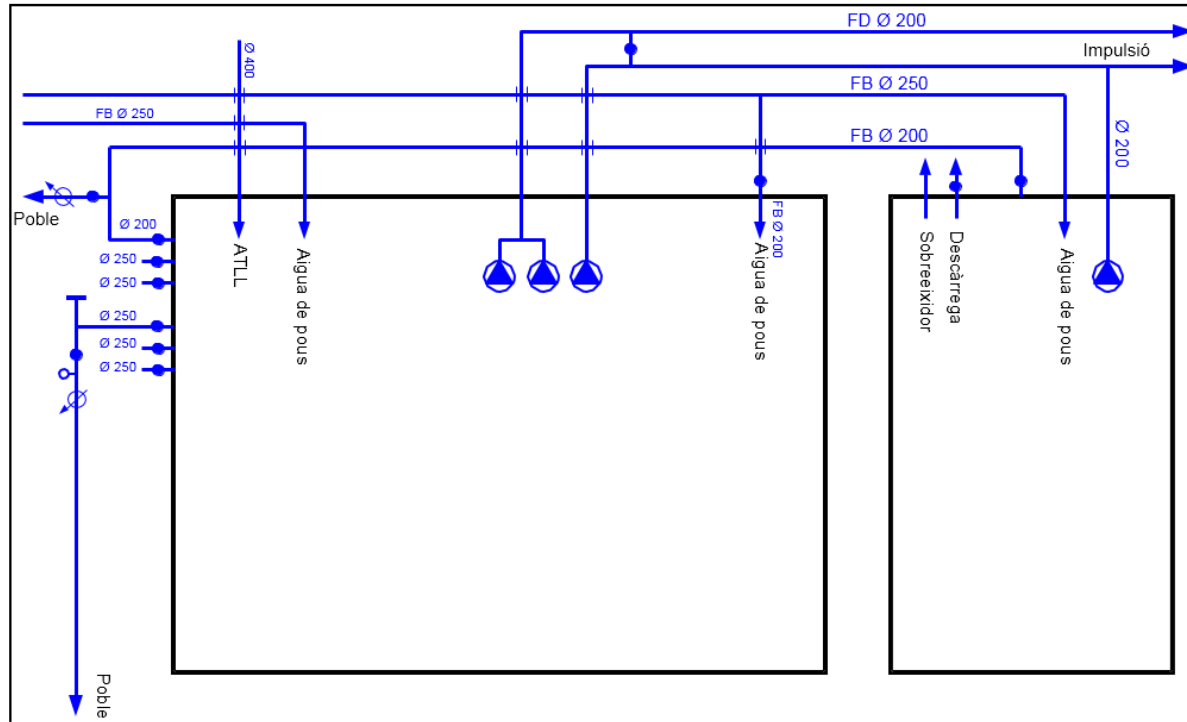 FD Ø 200
Impulsió
Ø 400
FB Ø 250
FB Ø 250
FB Ø 200
Ø 200
Poble
Ø 200
Ø 250
Ø 250
Ø 250
Ø 250
Ø 250
ATLL
Aigua de pous
FB Ø 200
Aigua de pous
Sobreeixidor
Descàrrega
Aigua de pous
Poble